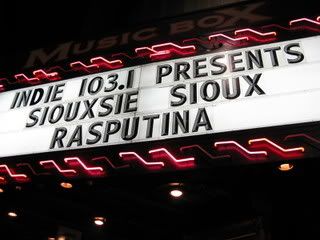 MUSIC BOX
INDIE 103.1 PRESENTS
SIOUXSIE SIOUX
RASPUTINA